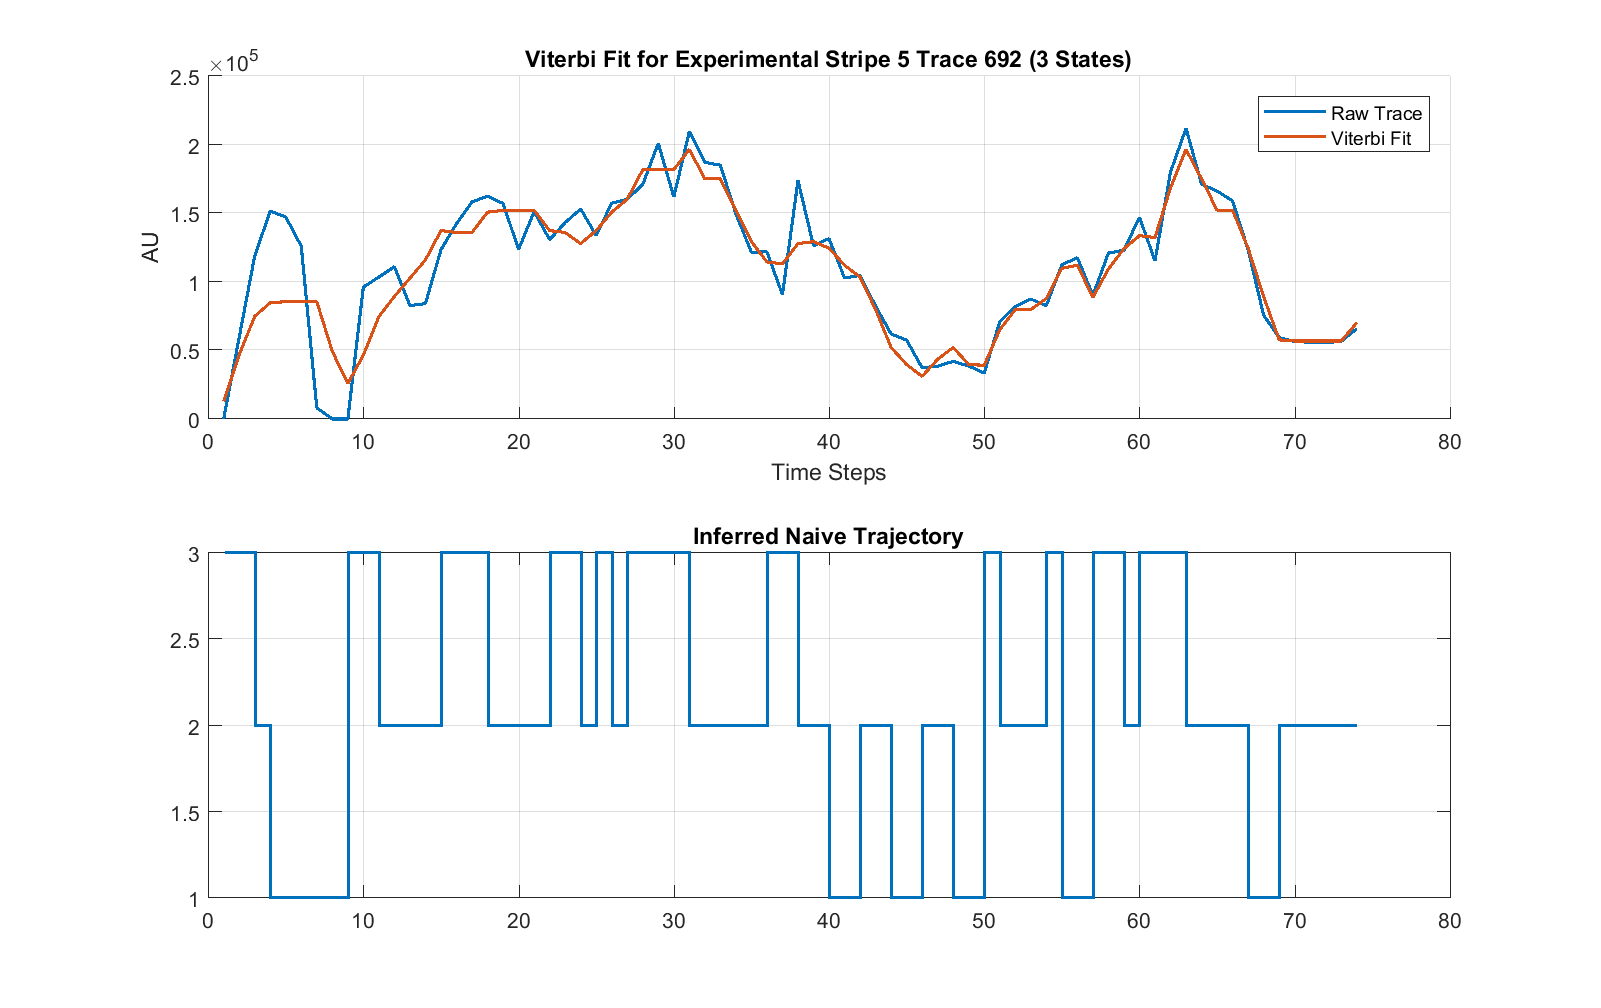 Viterbi Fit for Experimental Stripe 5 Trace 692 (3 States)
×10^5
2.5
2
1.5
1
0.5
0
AU
Raw Trace
Viterbi Fit
0 10 20 30 40 50 60 70 80
Time Steps
Inferred Naive Trajectory
3
2.5
2
1.5
1
0 10 20 30 40 50 60 70 80